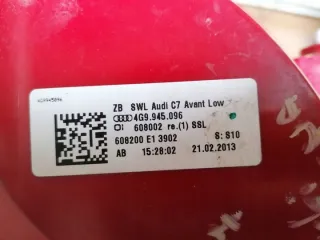 ZB SWL Audi C7 Avant Low
4G9.945.096
608002 re.(1) SSL
608200 E1 3902 S: S10
AB 15:28:02 21.02.2013